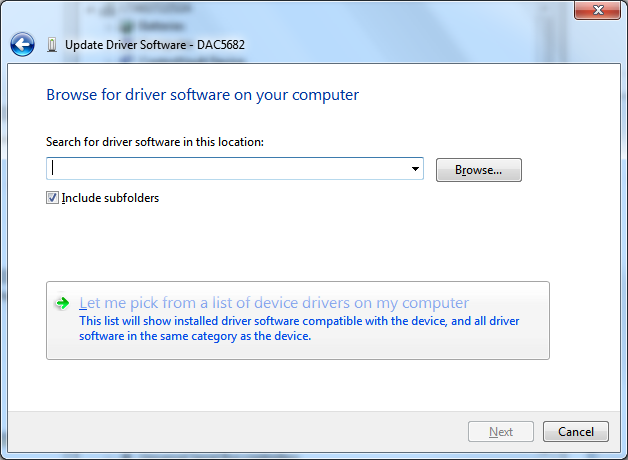 Update Driver Software - DAC5682
Browse for driver software on your computer
Search for driver software in this location:
Browse...
Include subfolders
Let me pick from a list of device drivers on my computer
This list will show installed driver software compatible with the device, and all driver
software in the same category as the device.
Next
Cancel